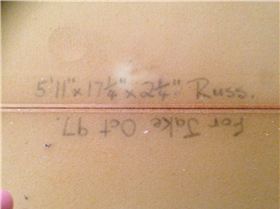 5'11" x 17¼" x 2¼" Russ.
for Jake Oct 97.